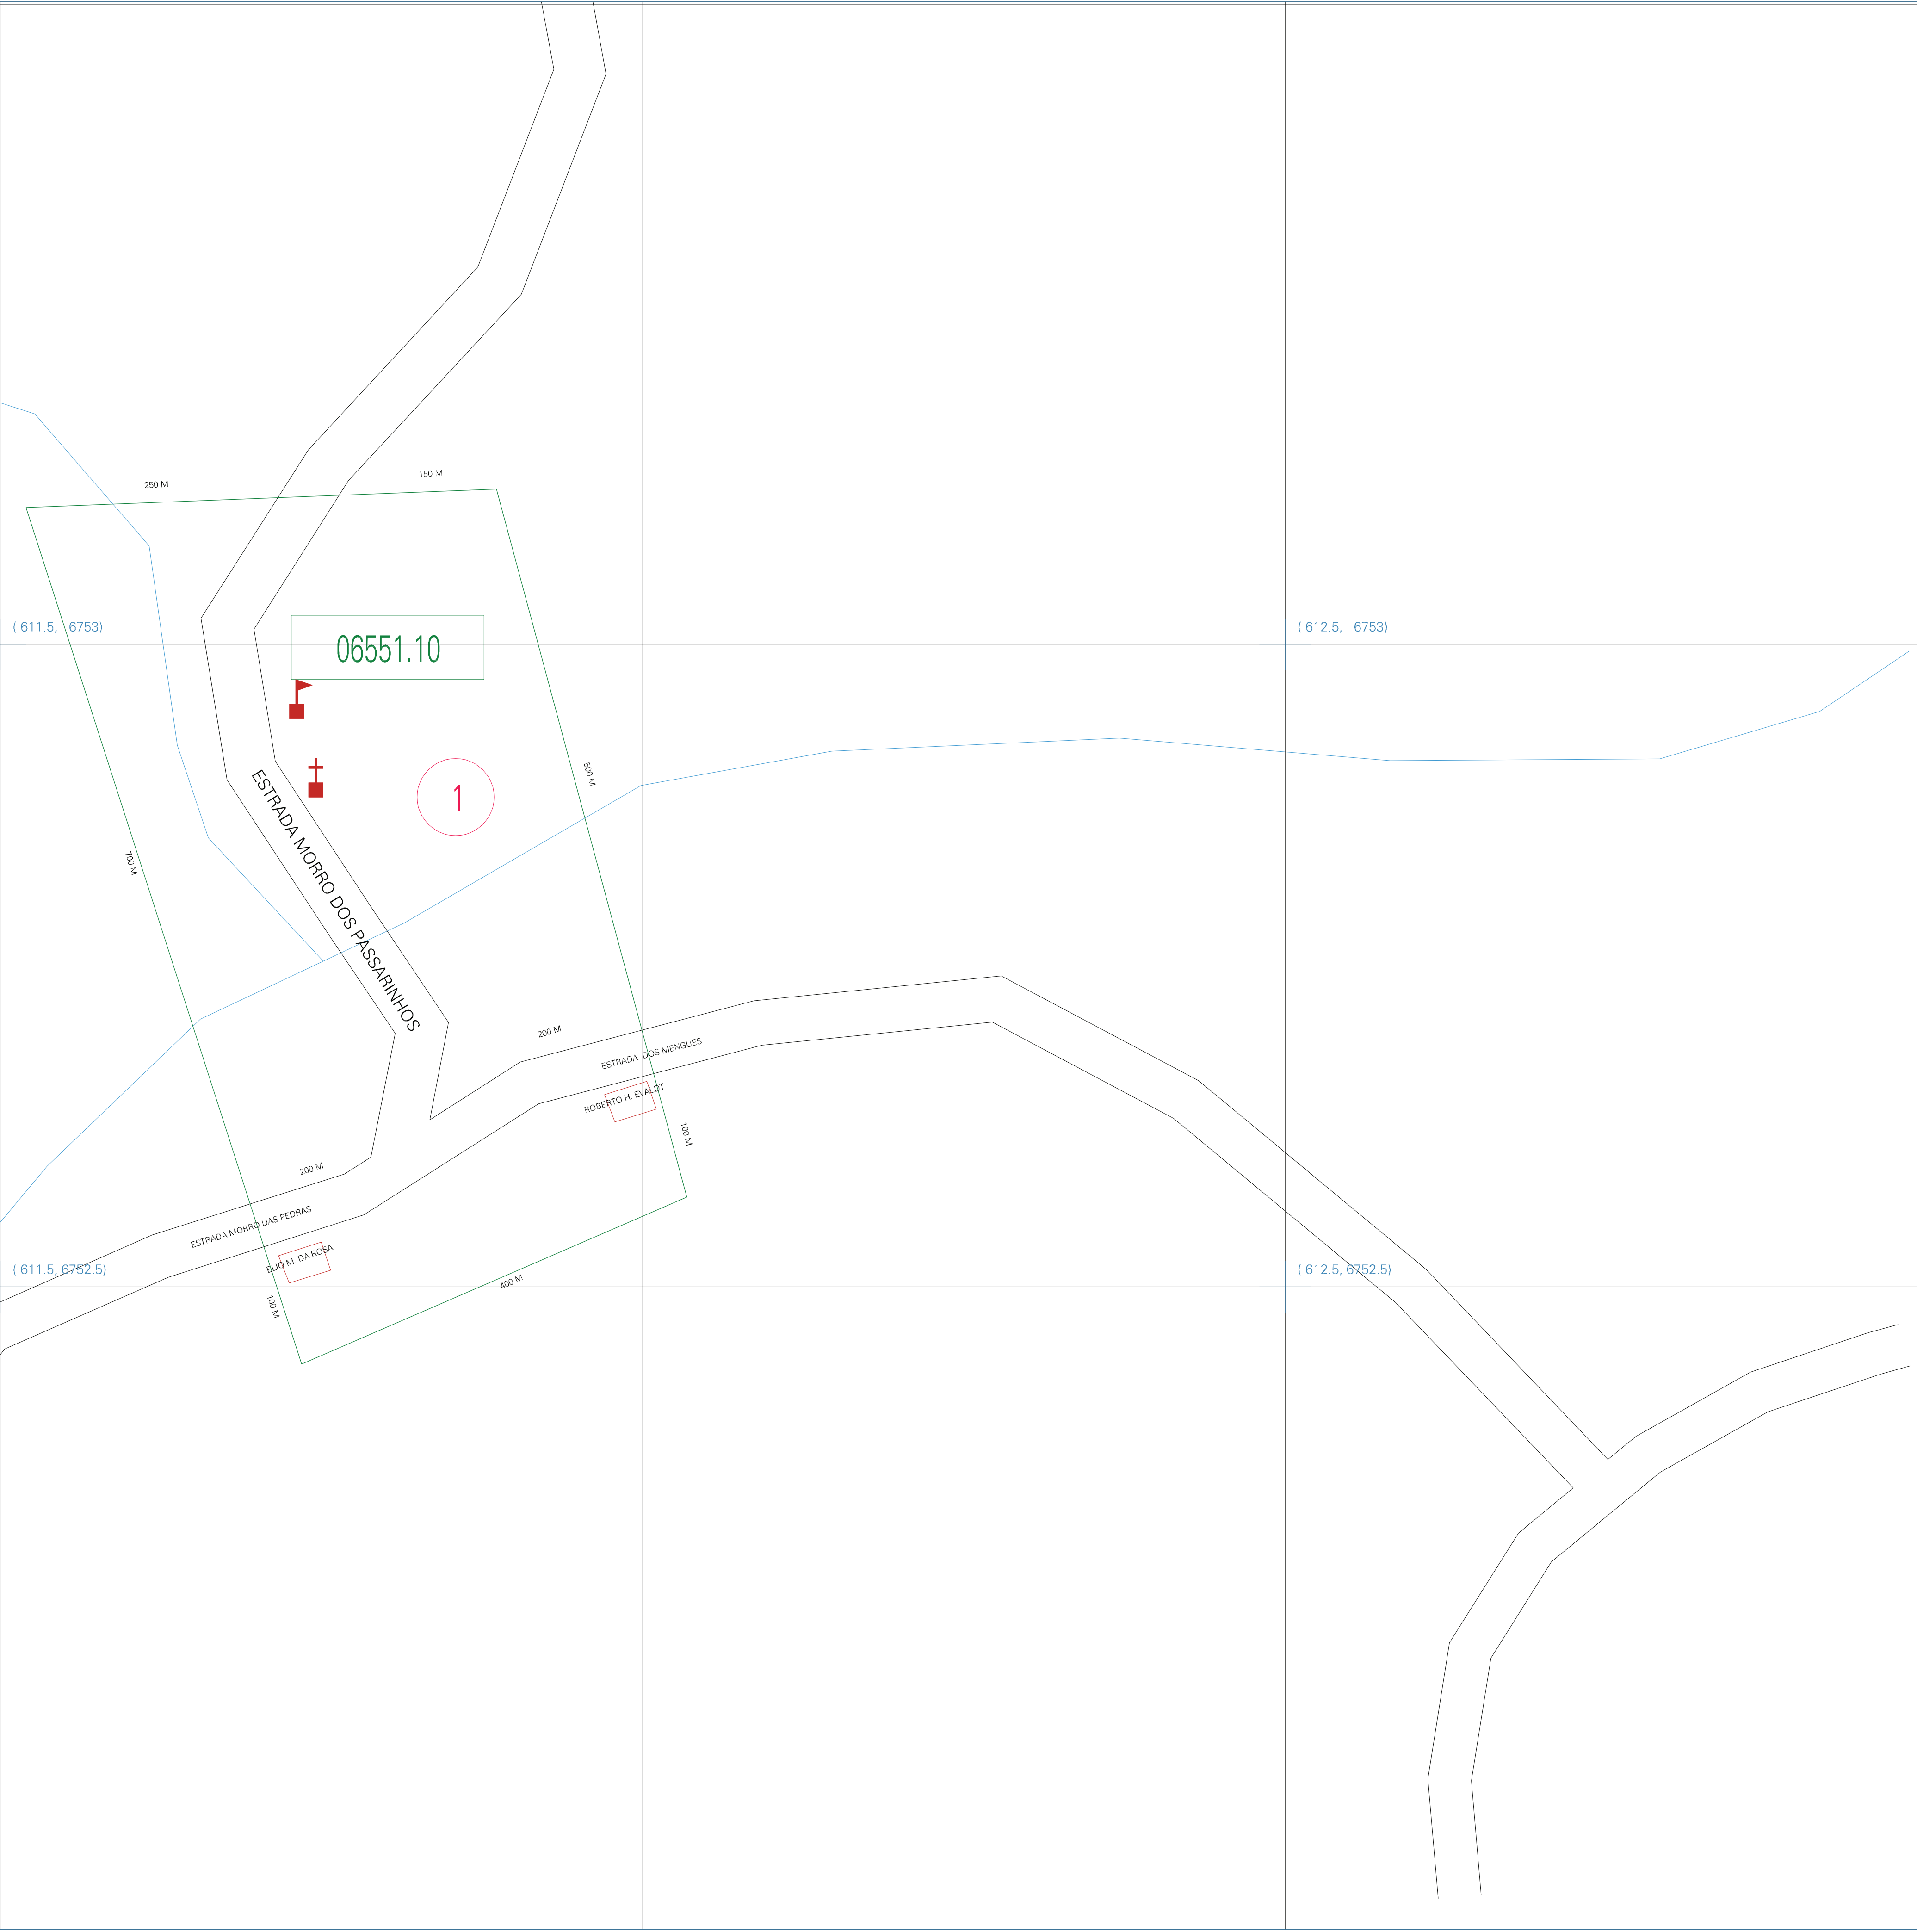 150 M
250 M
( 611.5,   6753)
( 612.5,   6753)
06551.10
500 M
1
700 M
ESTRADA MORRO DOS PASSARINHOS
200 M
ESTRADA  DOS MENGUES
ROBERTO H. EVALDT
100 M
200 M
ESTRADA MORRO DAS PEDRAS
ELIO M. DA ROSA
( 611.5, 6752.5)
( 612.5, 6752.5)
400 M
100 M